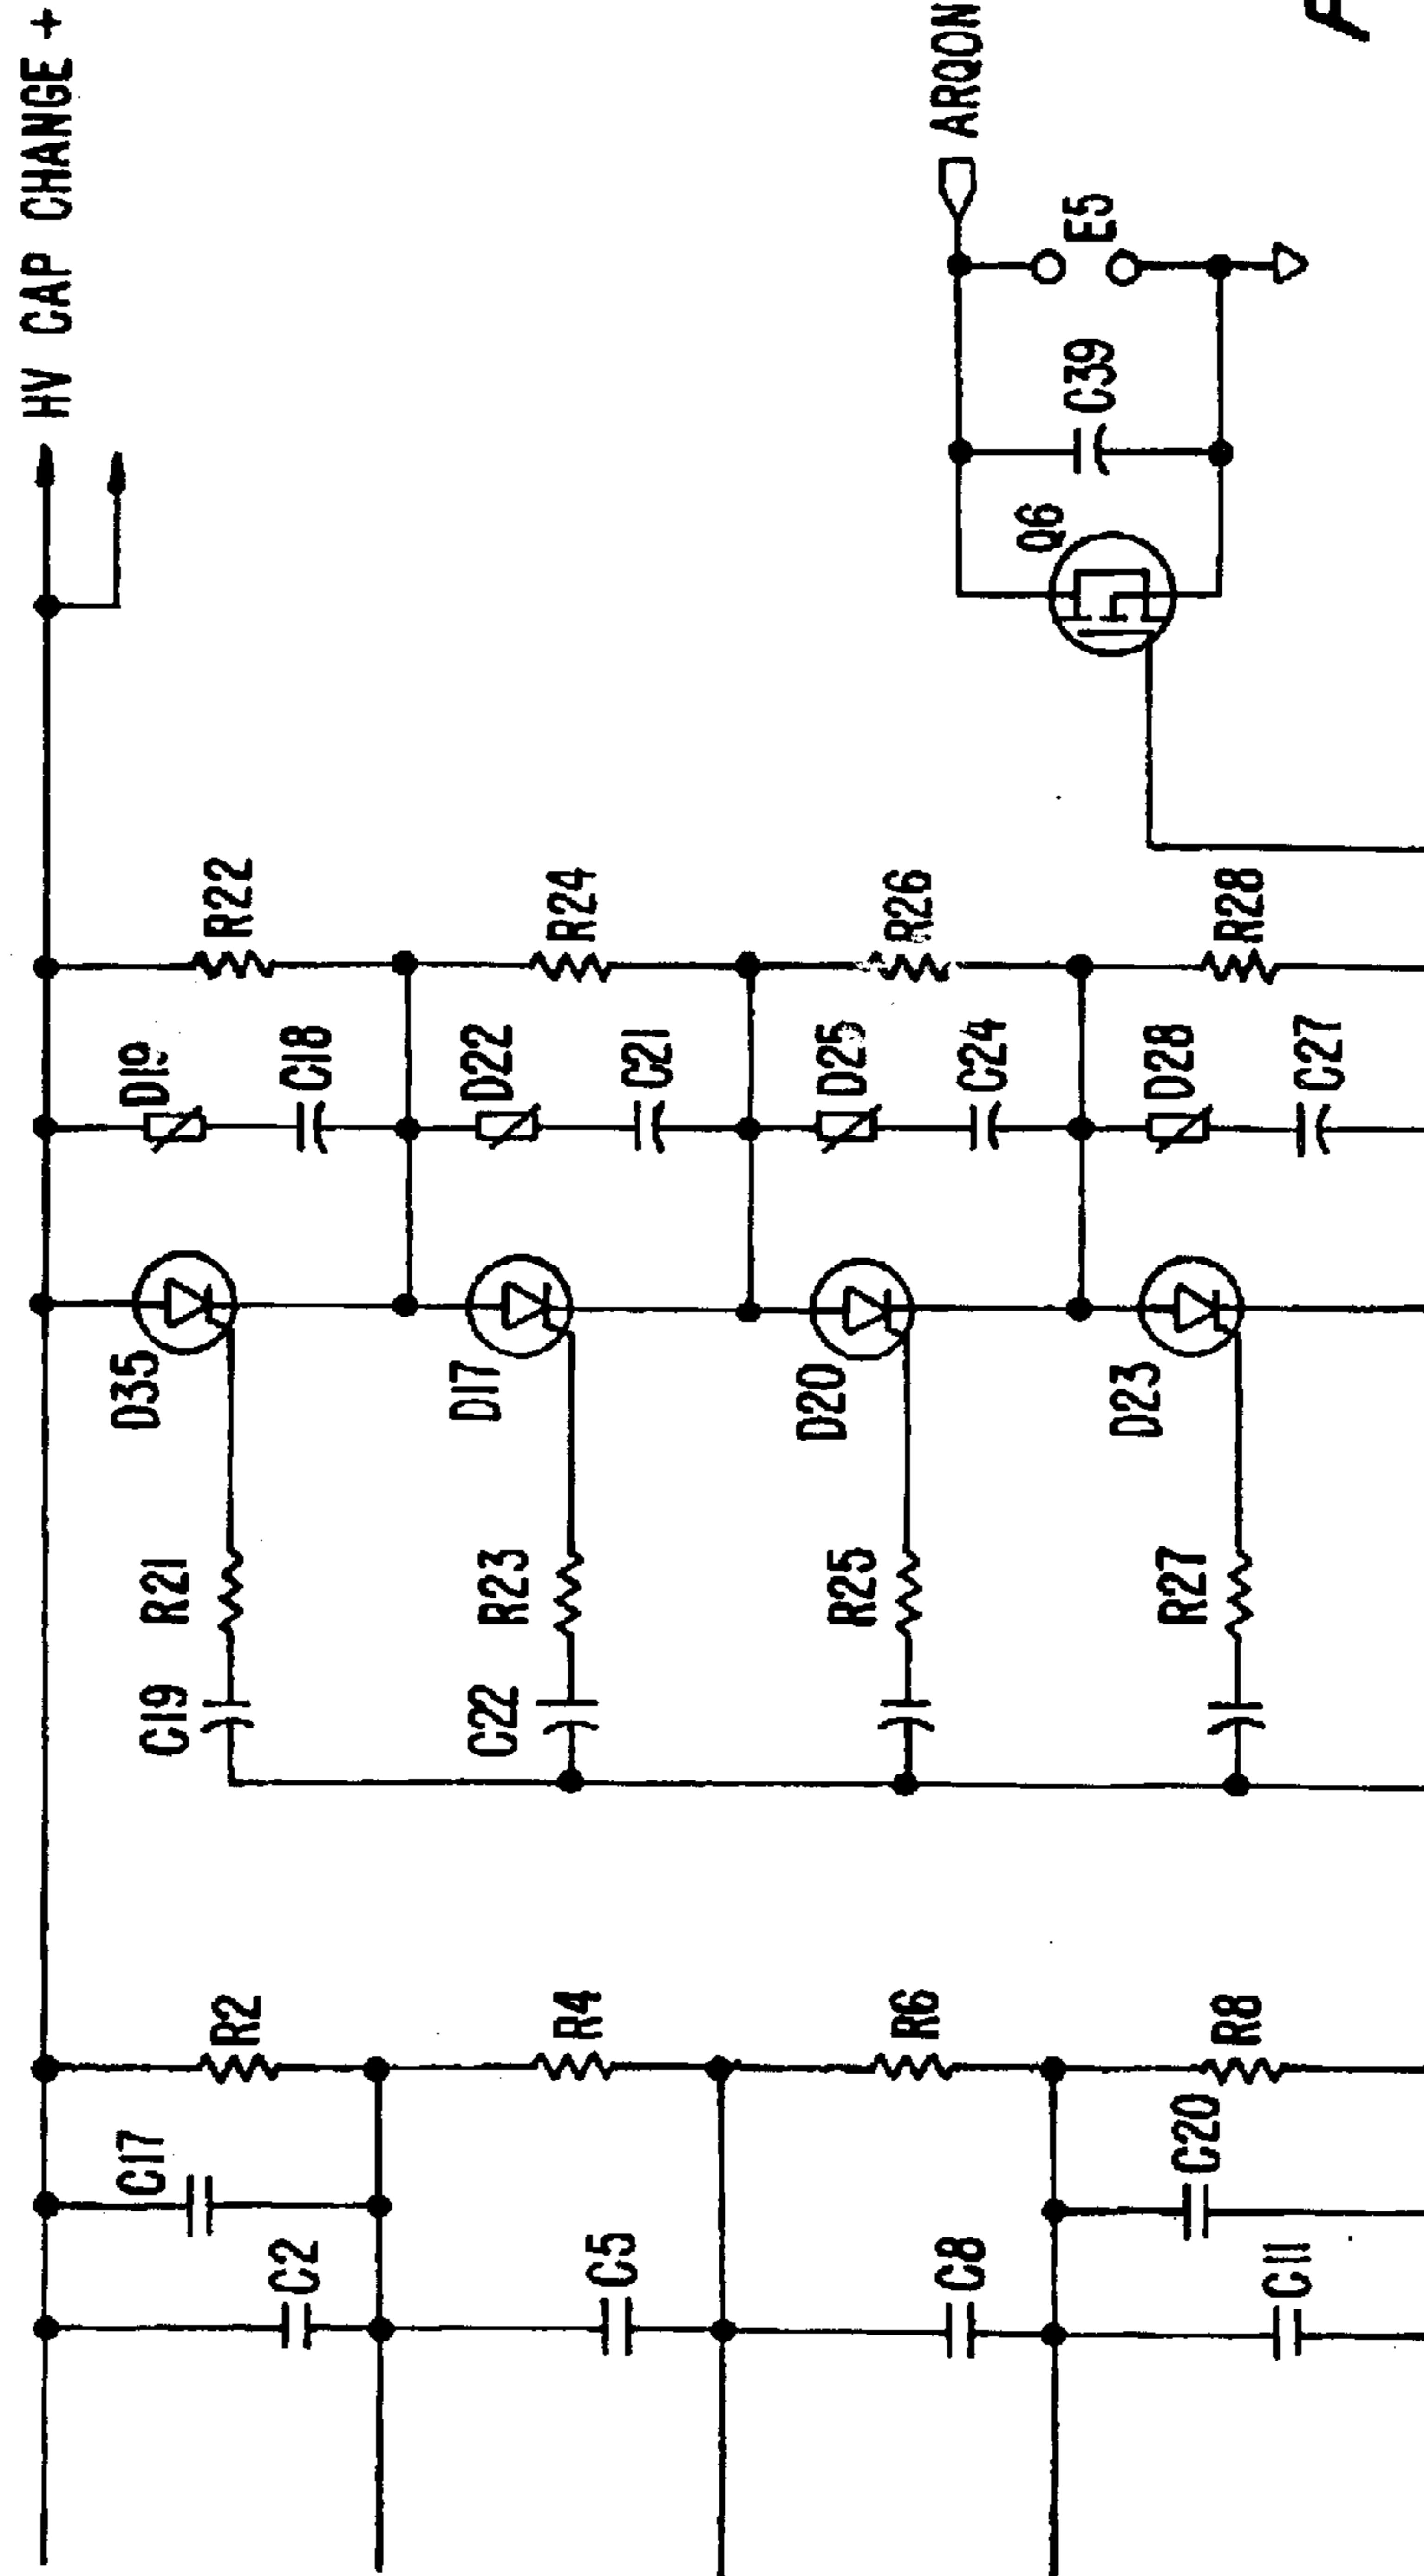 HV CAP CHANGE +
ARQON
E5
C39
Q6
R22
R24
R26
R28
D19
C18
D22
C21
D25
C24
D28
C27
D35
D17
D20
D23
R21
R23
R25
R27
C19
C22
R2
R4
R6
R8
C17
C20
C2
C5
C8
C11